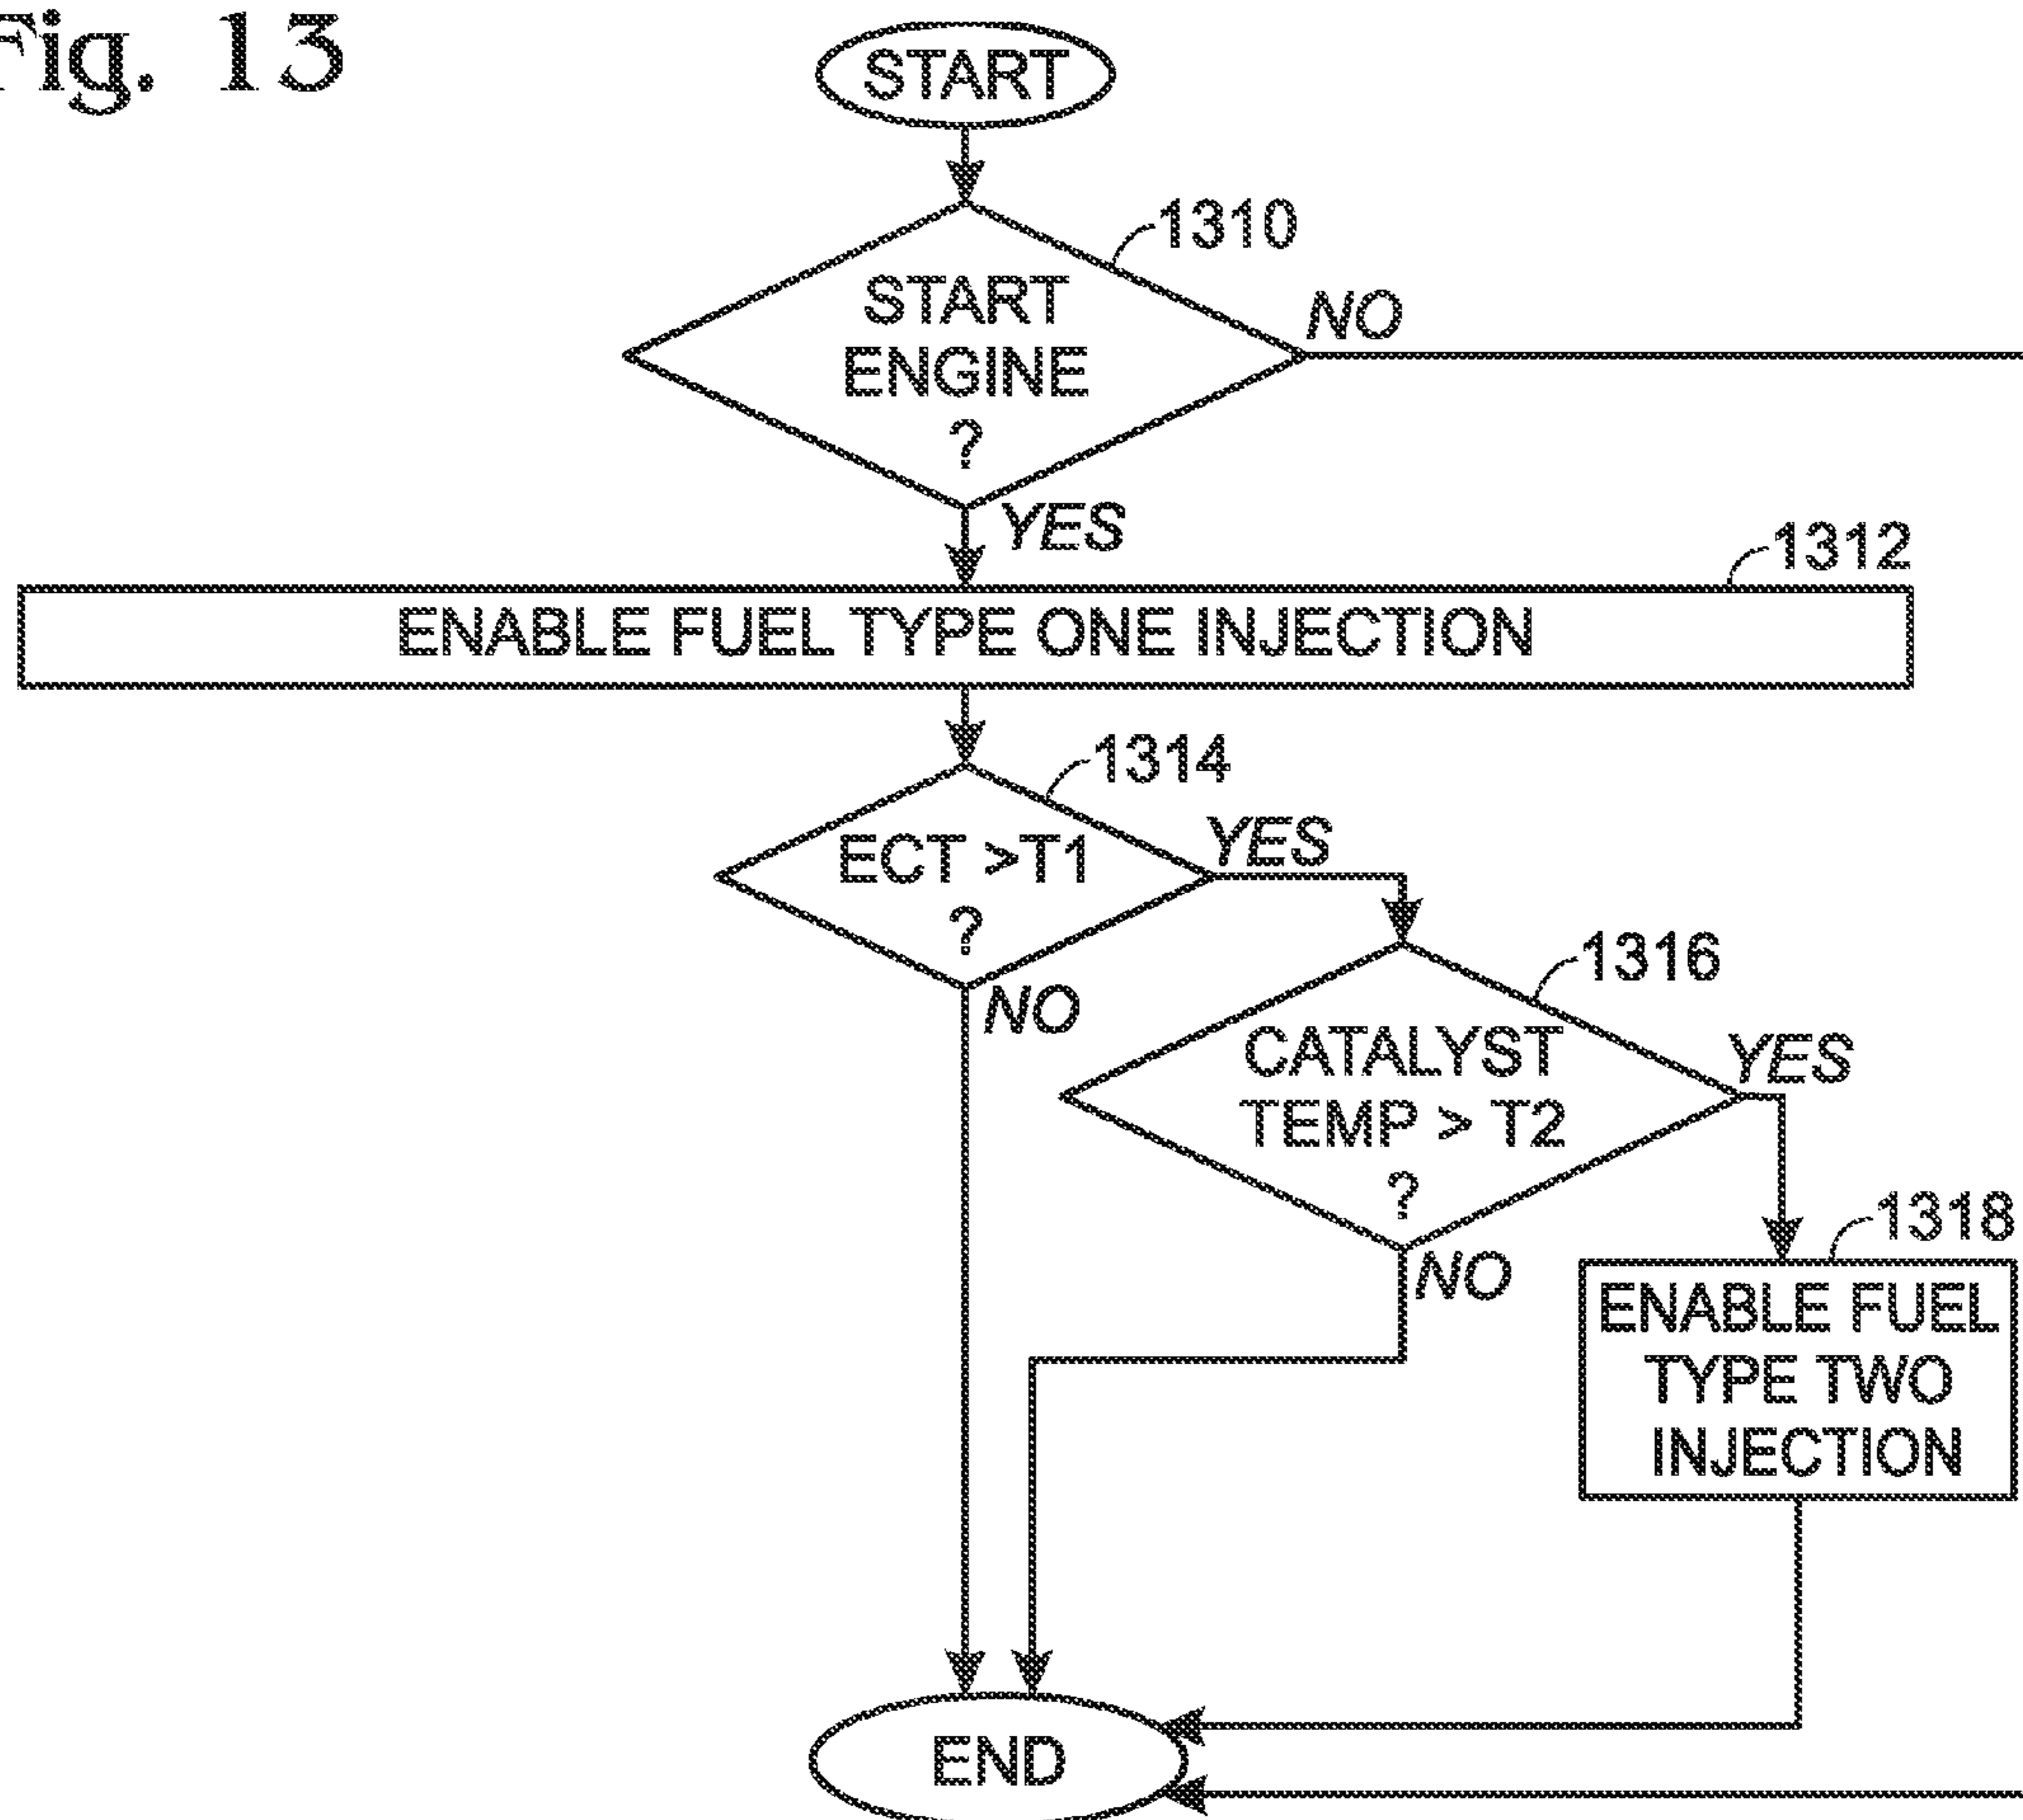 Fig. 13
START
1310
START
ENGINE
?
NO
YES
1312
ENABLE FUEL TYPE ONE INJECTION
1314
ECT >T1
?
YES
NO
1316
CATALYST
TEMP > T2
?
YES
NO
1318
ENABLE FUEL
TYPE TWO
INJECTION
END